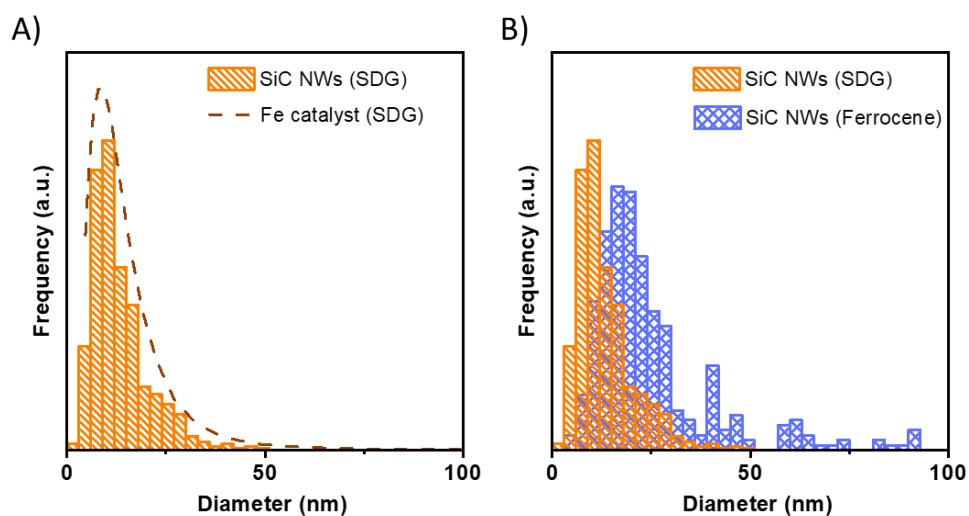 A)
SiC NWs (SDG)
Fe catalyst (SDG)
Frequency (a.u.)
0
50
100
Diameter (nm)
B)
SiC NWs (SDG)
SiC NWs (Ferrocene)
Frequency (a.u.)
0
50
100
Diameter (nm)